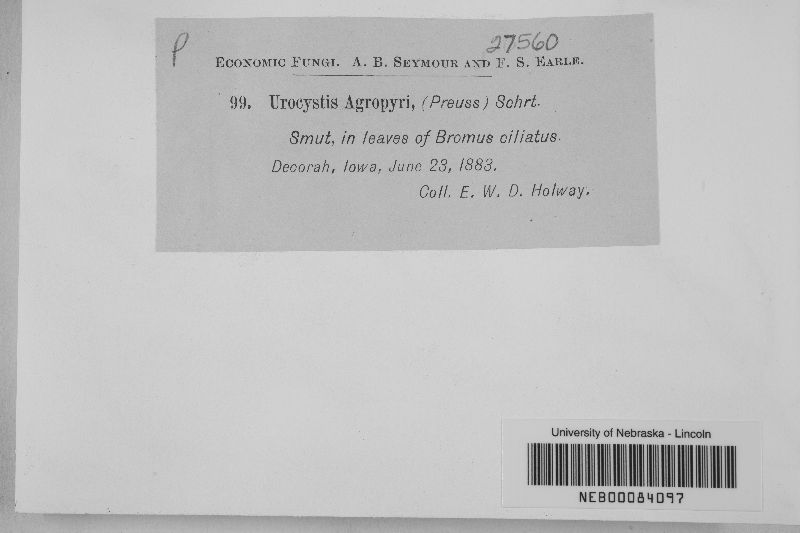 P
27560
Economic Fungi. A. B. Seymour and F. S. Earle.
99. Urocystis Agropyri, (Preuss) Schrt.
Smut, in leaves of Bromus ciliatus.
Decorah, Iowa, June 23, 1883.
Coll. E. W. D. Holway.
University of Nebraska - Lincoln
NEB00084097